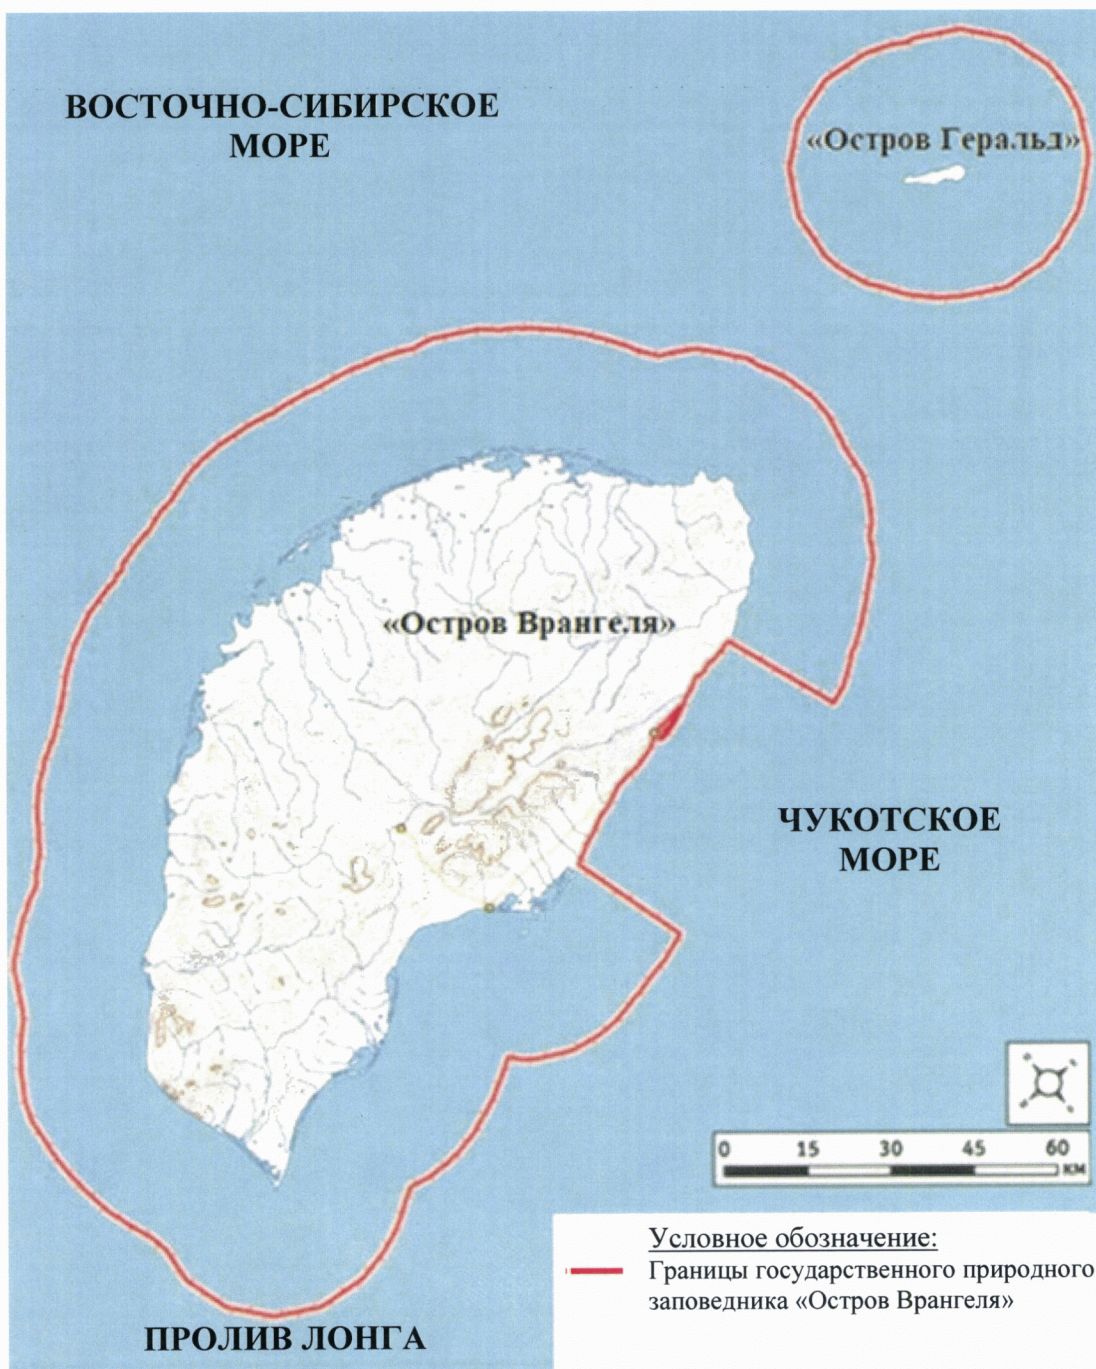 ВОСТОЧНО-СИБИРСКОЕ
МОРЕ
«Остров Геральд»
«Остров Врангеля»
ЧУКОТСКОЕ
МОРЕ
0 15 30 45 60
км
Условное обозначение:
Границы государственного природного
заповедника «Остров Врангеля»
ПРОЛИВ ЛОНГА